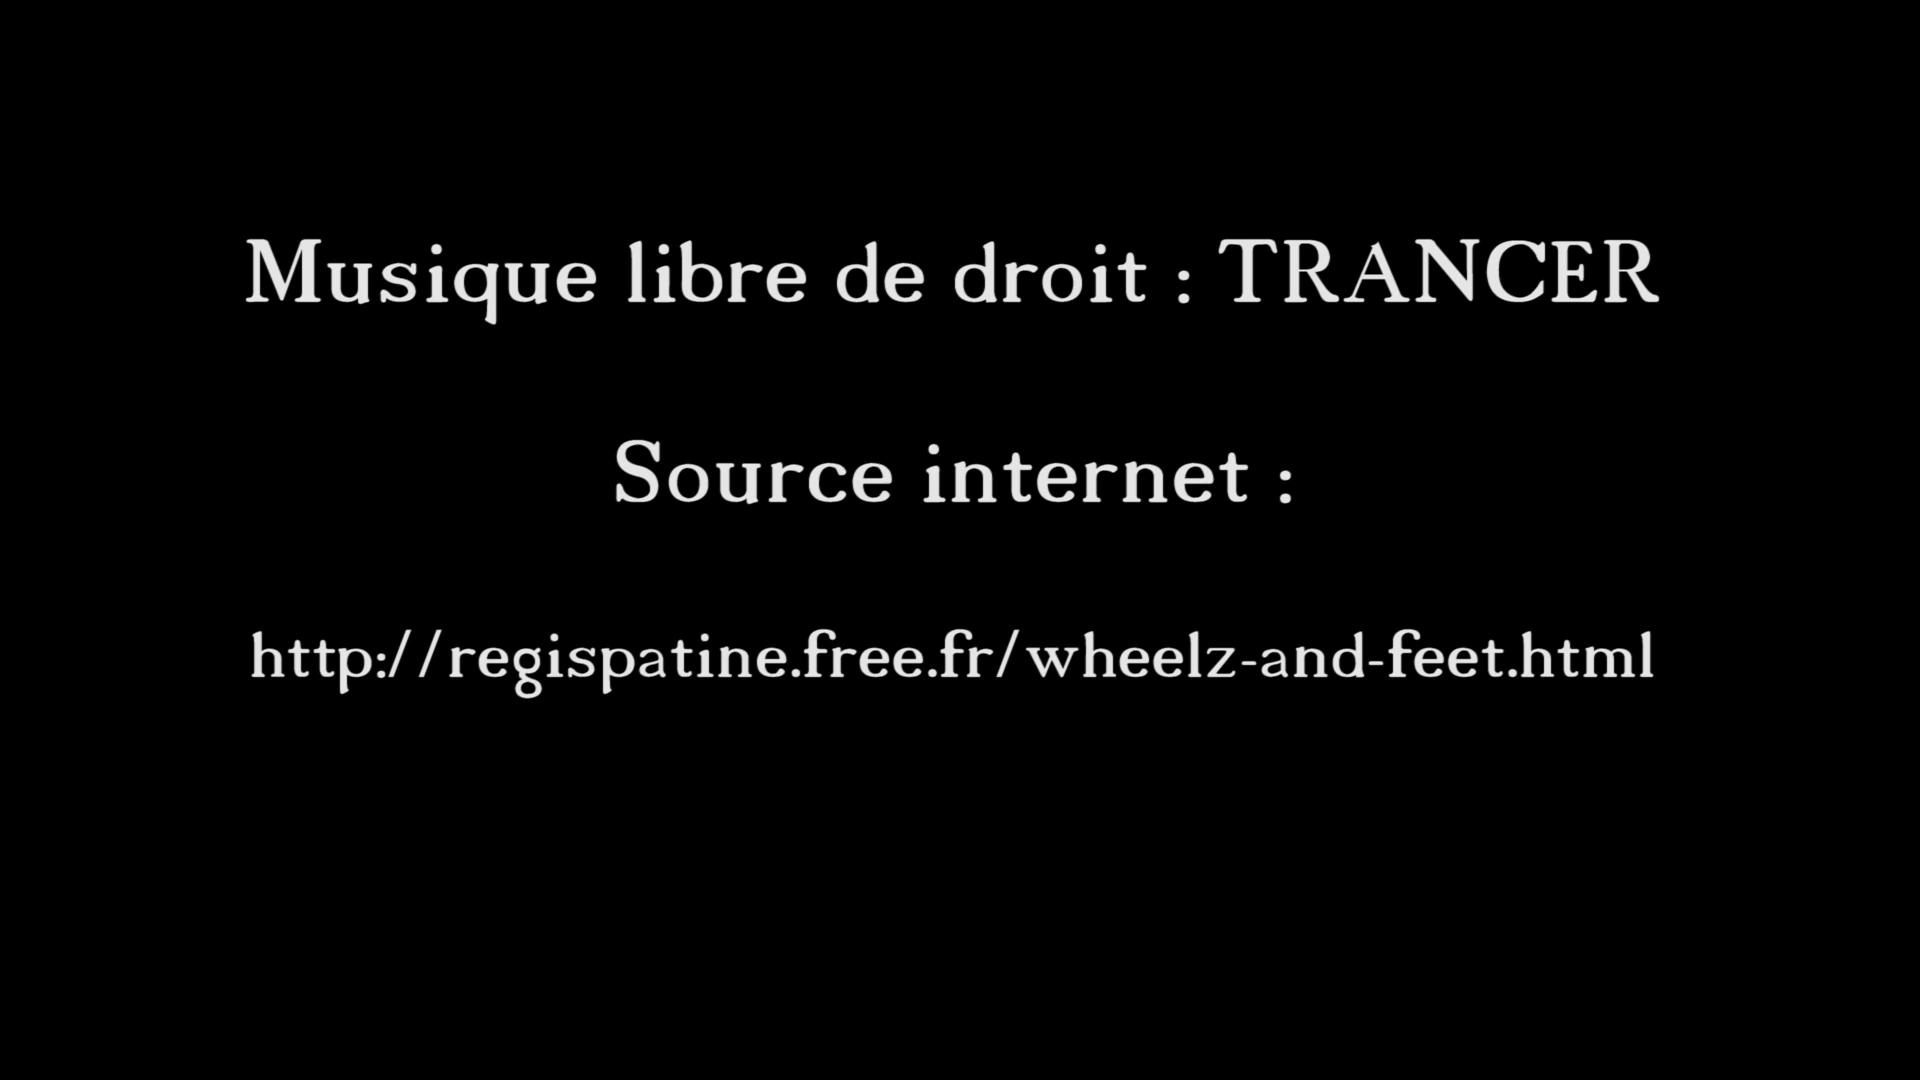 Musique libre de droit : TRANCER
Source internet :
http://regispatine.free.fr/wheelz-and-feet.html